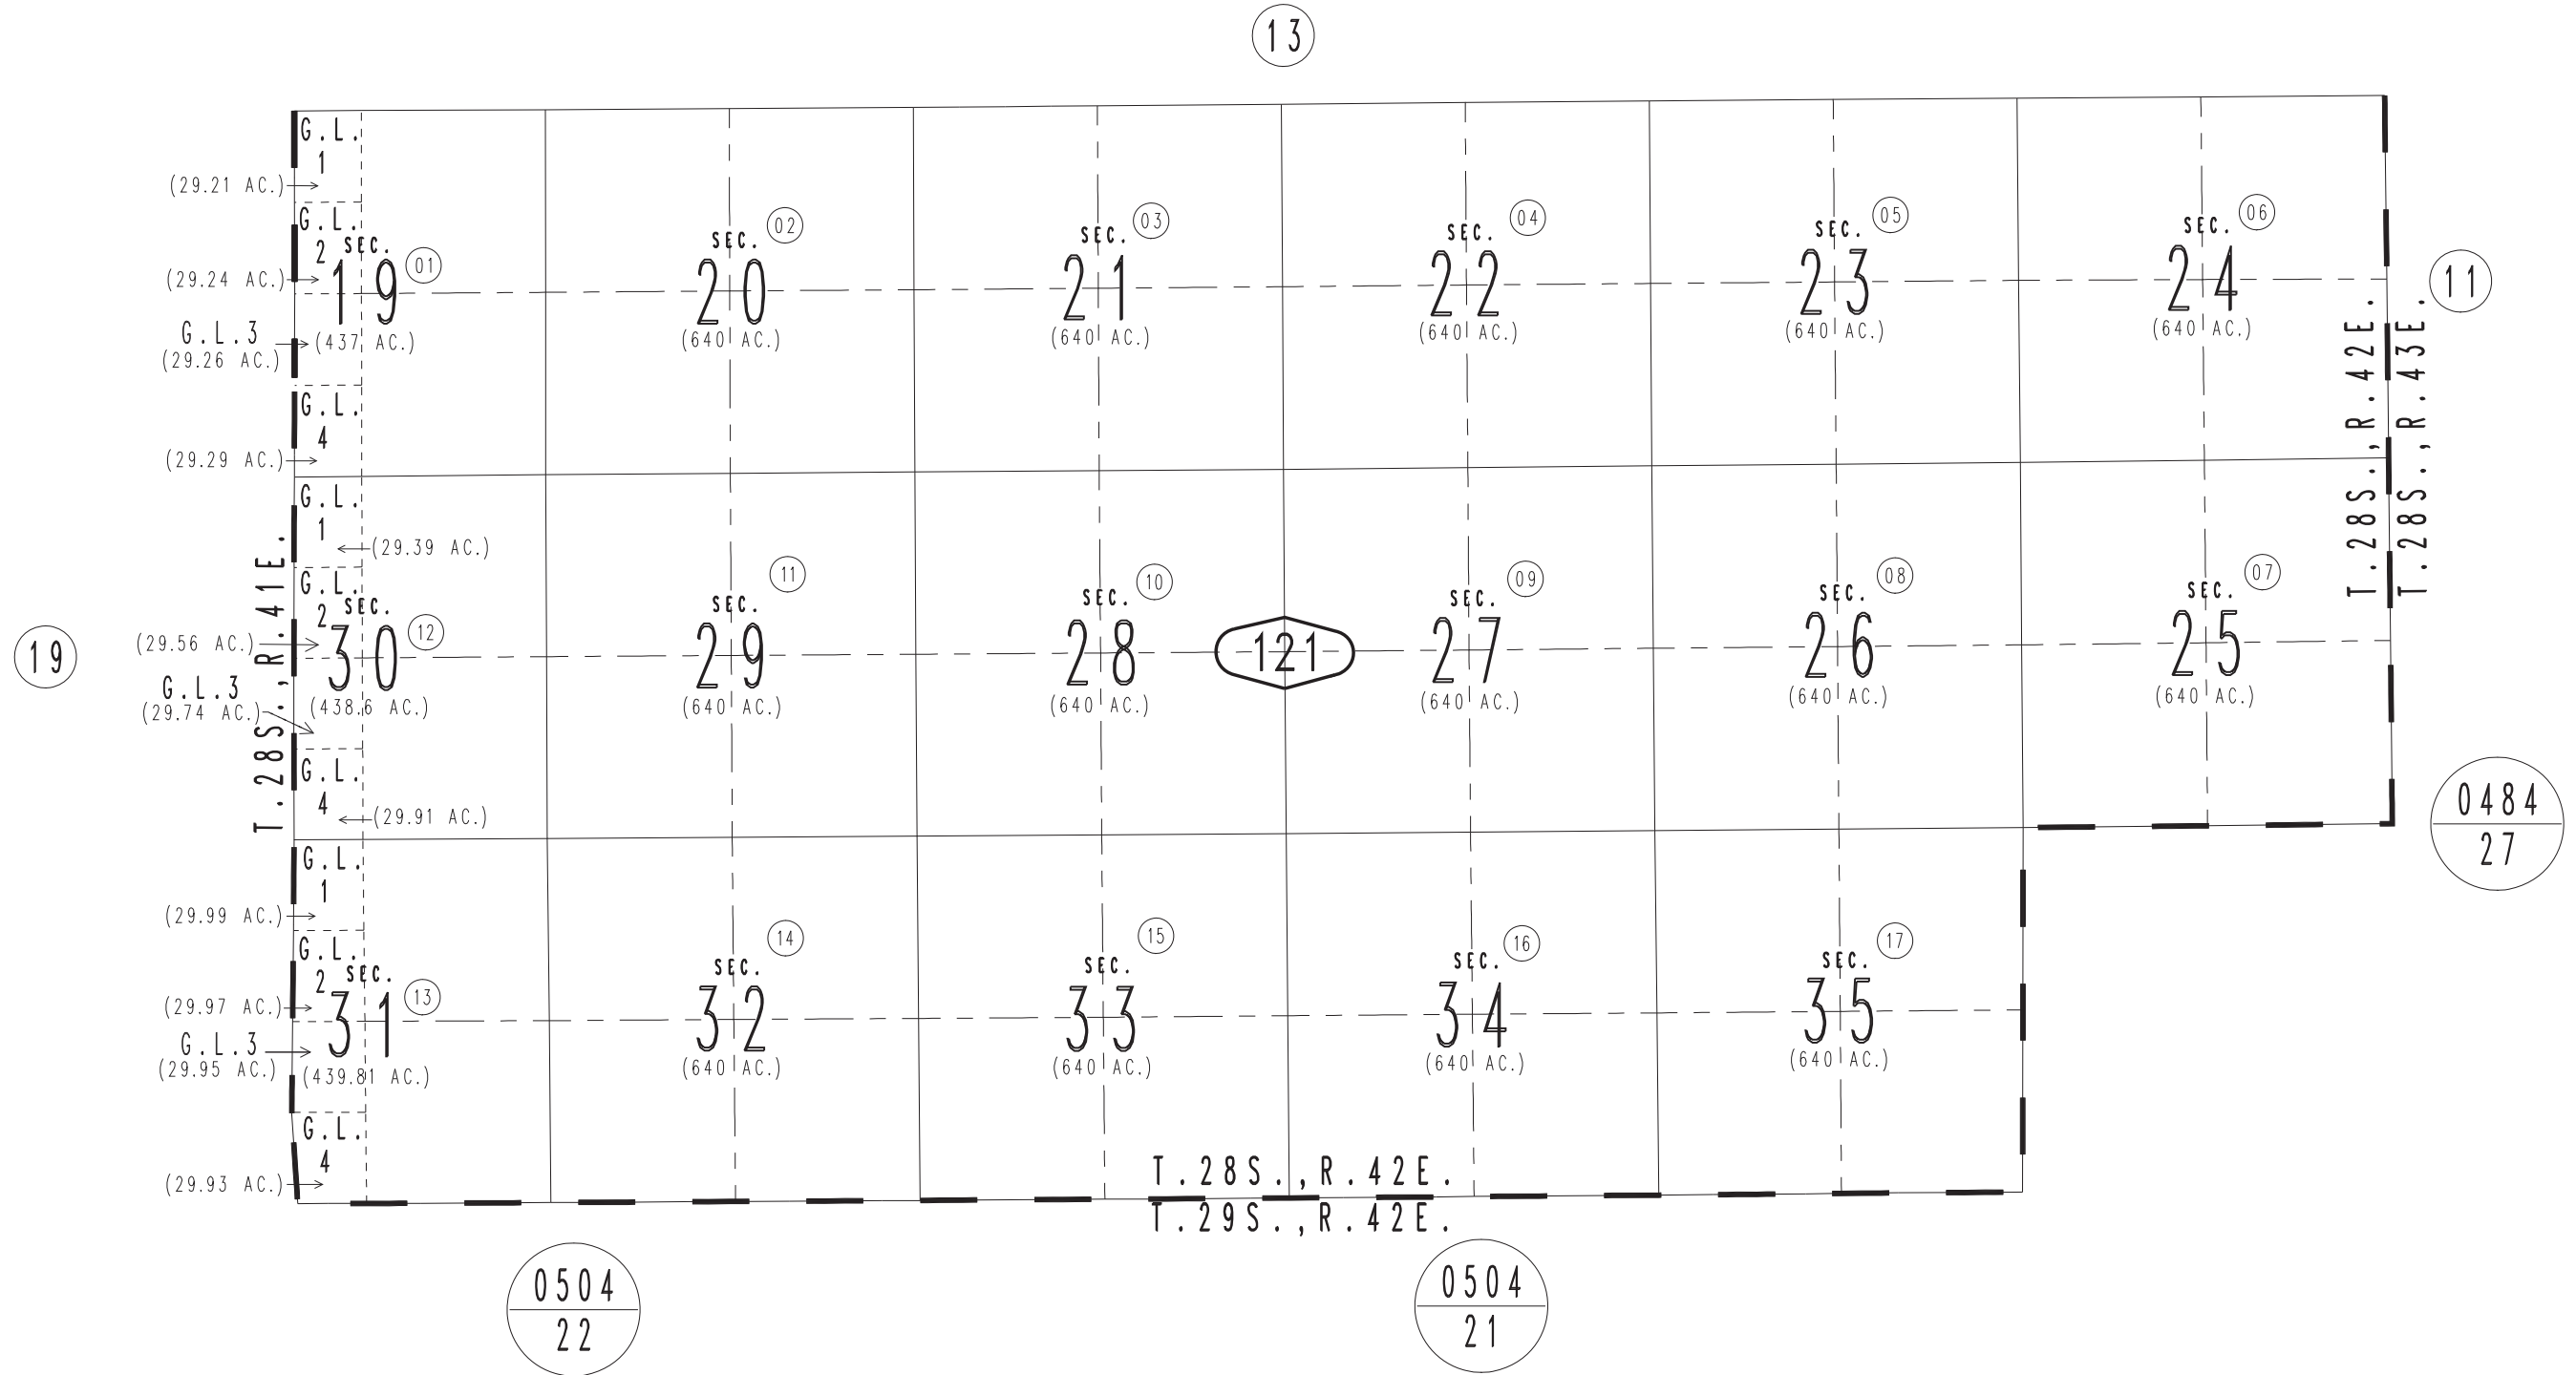 13
G.L.
1
(29.21 AC.)
G.L.
2
(29.24 AC.)
SEC.
19
01
(437 AC.)
G.L.3
(29.26 AC.)
G.L.
4
(29.29 AC.)
SEC.
20
02
(640 AC.)
SEC.
21
03
(640 AC.)
SEC.
22
04
(640 AC.)
SEC.
23
05
(640 AC.)
SEC.
24
06
(640 AC.)
11
T.28S.,R.42E.
T.28S.,R.43E.
19
T.28S.,R.41E.
G.L.
1
(29.39 AC.)
G.L.
2
(29.56 AC.)
SEC.
30
12
(438.6 AC.)
G.L.3
(29.74 AC.)
G.L.
4
(29.91 AC.)
SEC.
29
11
(640 AC.)
SEC.
28
10
(640 AC.)
121
SEC.
27
09
(640 AC.)
SEC.
26
08
(640 AC.)
SEC.
25
07
(640 AC.)
0484
27
G.L.
1
(29.99 AC.)
G.L.
2
(29.97 AC.)
SEC.
31
13
(439.81 AC.)
G.L.3
(29.95 AC.)
G.L.
4
(29.93 AC.)
SEC.
32
14
(640 AC.)
SEC.
33
15
(640 AC.)
SEC.
34
16
(640 AC.)
SEC.
35
17
(640 AC.)
T.28S.,R.42E.
T.29S.,R.42E.
0504
22
0504
21